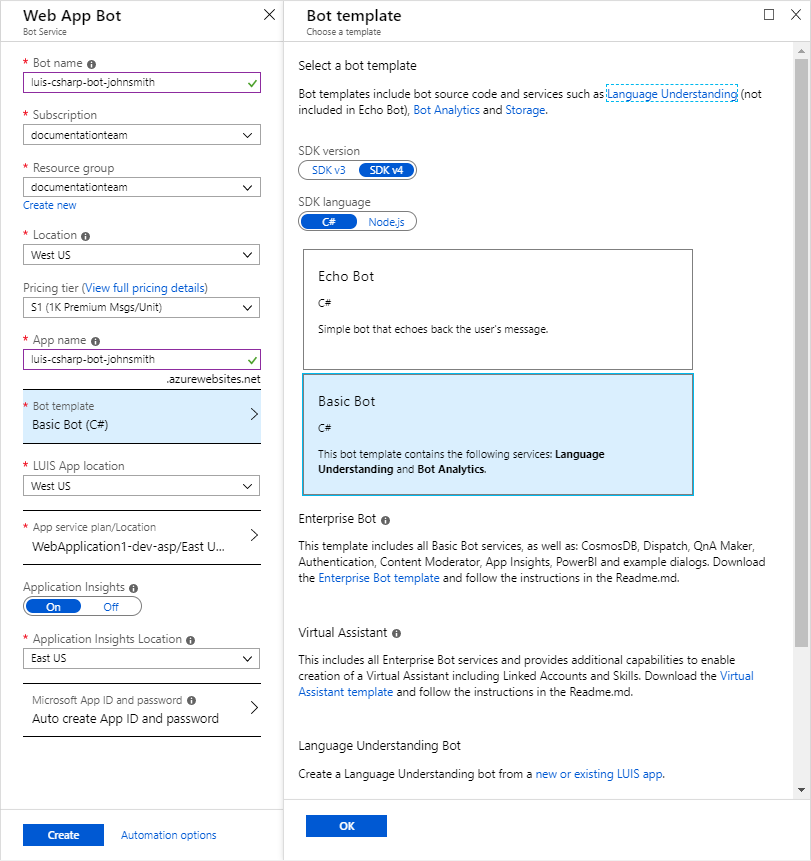 Web App Bot
Bot Service
* Bot name
luis-csharp-bot-johnsmith
* Subscription
documentationteam
* Resource group
documentationteam
Create new
* Location
West US
Pricing tier (View full pricing details)
S1 (1K Premium Msgs/Unit)
* App name
luis-csharp-bot-johnsmith
.azurewebsites.net
* Bot template
Basic Bot (C#)
* LUIS App location
West US
* App service plan/Location
WebApplication1-dev-asp/East U...
Application Insights
On Off
* Application Insights Location
East US
Microsoft App ID and password
Auto create App ID and password
Create Automation options
Bot template
Choose a template
Select a bot template
Bot templates include bot source code and services such as Language Understanding (not
included in Echo Bot), Bot Analytics and Storage.
SDK version
SDK v3 SDK v4
SDK language
C# Node.js
Echo Bot
C#
Simple bot that echoes back the user's message.
Basic Bot
C#
This bot template contains the following services: Language
Understanding and Bot Analytics.
Enterprise Bot
This template includes all Basic Bot services, as well as: CosmosDB, Dispatch, QnA Maker,
Authentication, Content Moderator, App Insights, PowerBI and example dialogs. Download
the Enterprise Bot template and follow the instructions in the Readme.md.
Virtual Assistant
This includes all Enterprise Bot services and provides additional capabilities to enable
creation of a Virtual Assistant including Linked Accounts and Skills. Download the Virtual
Assistant template and follow the instructions in the Readme.md.
Language Understanding Bot
Create a Language Understanding bot from a new or existing LUIS app.
OK